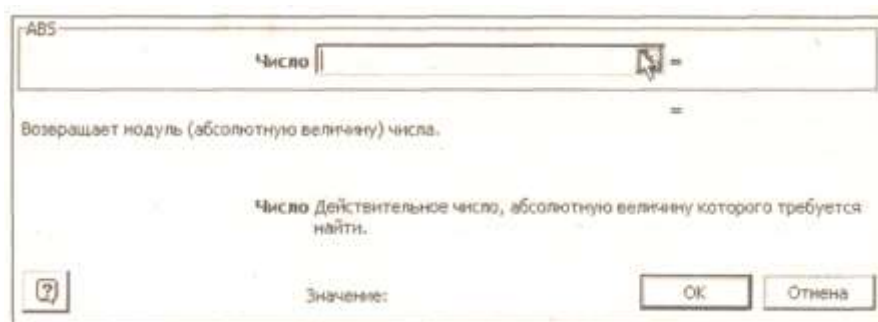 ABS
Число =
=
Возвращает модуль (абсолютную величину) числа.
Число Действительное число, абсолютную величину которого требуется
найти.
Значение:
OK
Отмена